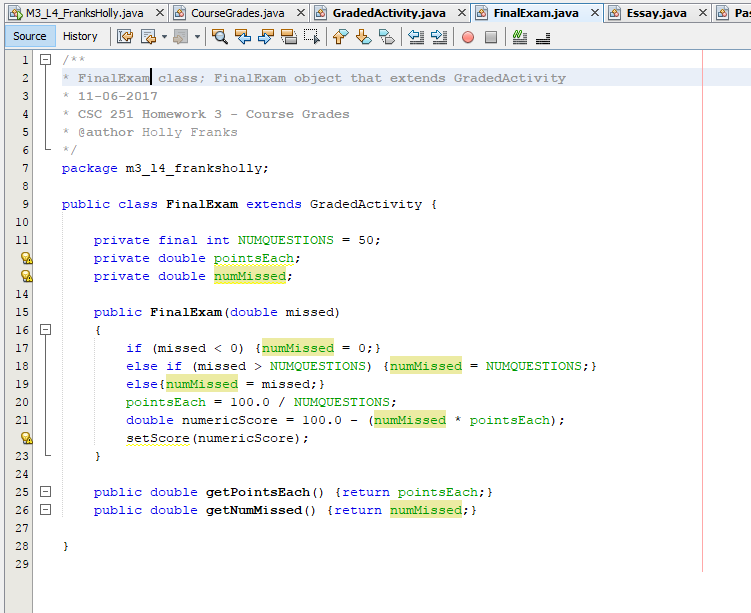 M3_L4_FranksHolly.java CourseGrades.java GradedActivity.java FinalExam.java Essay.java Pa
Source History
1 /**
2 * FinalExam class; FinalExam object that extends GradedActivity
3 * 11-06-2017
4 * CSC 251 Homework 3 - Course Grades
5 * @author Holly Franks
6 */
7 package m3_l4_franksholly;
8
9 public class FinalExam extends GradedActivity {
10
11 private final int NUMQUESTIONS = 50;
private double pointsEach;
private double numMissed;
14
15 public FinalExam(double missed)
16 {
17 if (missed < 0) {numMissed = 0;}
18 else if (missed > NUMQUESTIONS) {numMissed = NUMQUESTIONS;}
19 else{numMissed = missed;}
20 pointsEach = 100.0 / NUMQUESTIONS;
21 double numericScore = 100.0 - (numMissed * pointsEach);
setScore(numericScore);
23 }
24
25 public double getPointsEach() {return pointsEach;}
26 public double getNumMissed() {return numMissed;}
27
28 }
29